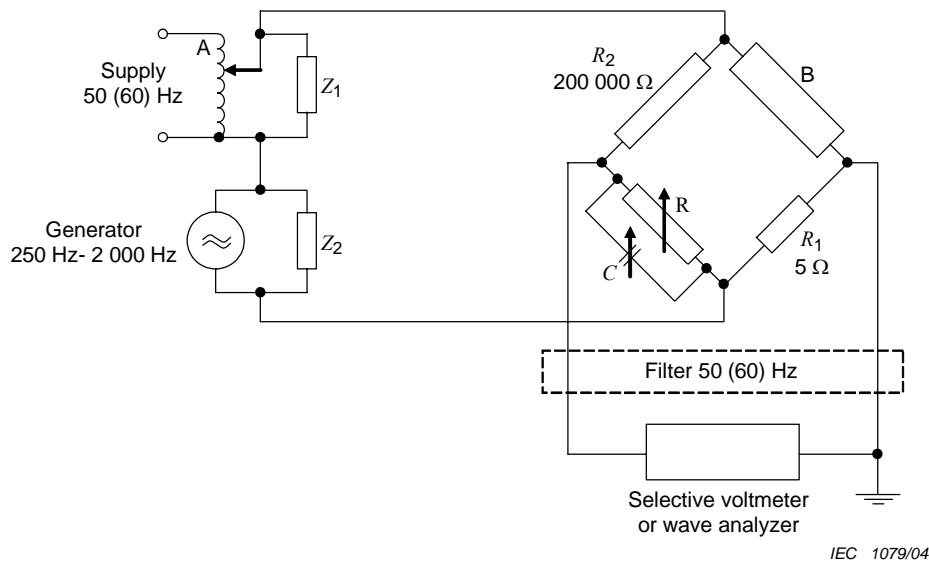 A
Supply
50 (60) Hz
Z1
Generator
250 Hz- 2 000 Hz
Z2
R2
200 000 Ω
B
R
C
R1
5 Ω
Filter 50 (60) Hz
Selective voltmeter
or wave analyzer
IEC 1079/04